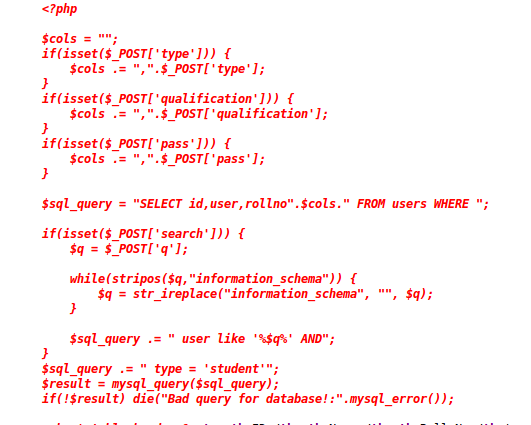 <?php
$cols = "";
if(isset($_POST['type'])) {
$cols .= ",".$_POST['type'];
}
if(isset($_POST['qualification'])) {
$cols .= ",".$_POST['qualification'];
}
if(isset($_POST['pass'])) {
$cols .= ",".$_POST['pass'];
}
$sql_query = "SELECT id,user,rollno".$cols." FROM users WHERE ";
if(isset($_POST['search'])) {
$q = $_POST['q'];
while(stripos($q,"information_schema")) {
$q = str_ireplace("information_schema", "", $q);
}
$sql_query .= " user like '%$q%' AND";
}
$sql_query .= " type = 'student'";
$result = mysql_query($sql_query);
if(!$result) die("Bad query for database!:".mysql_error());